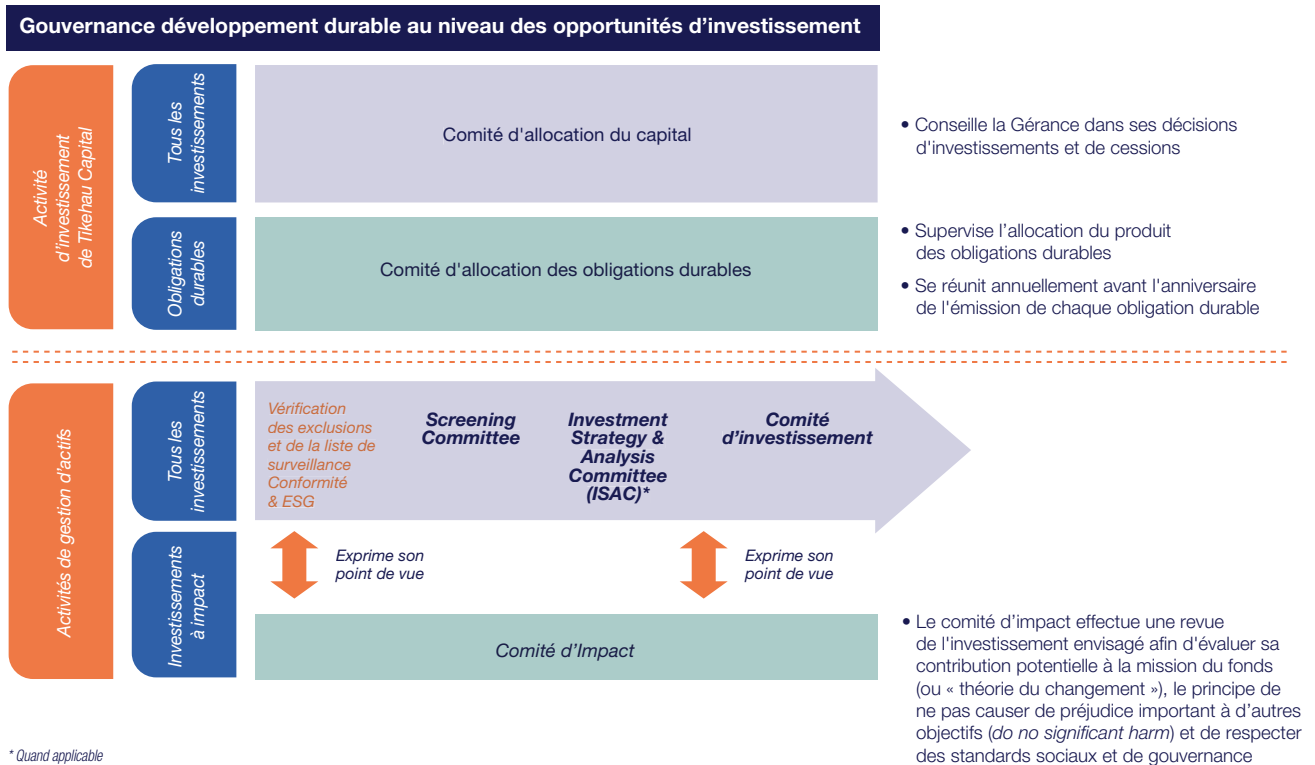 Gouvernance développement durable au niveau des opportunités d’investissement
Activité
d’investissement
de Tikehau Capital
Tous les
investissements
Comité d'allocation du capital
• Conseille la Gérance dans ses décisions
d'investissements et de cessions
Obligations
durables
Comité d'allocation des obligations durables
• Supervise l’allocation du produit
des obligations durables
• Se réunit annuellement avant l'anniversaire
de l'émission de chaque obligation durable
Activités de gestion d’actifs
Tous les
investissements
Vérification
des exclusions
et de la liste de
surveillance
Conformité
& ESG
Screening
Committee
Investment
Strategy &
Analysis
Committee
(ISAC)*
Comité
d’investissement
Investissements
à impact
Exprime son
point de vue
Exprime son
point de vue
Comité d’Impact
• Le comité d’impact effectue une revue
de l'investissement envisagé afin d'évaluer sa
contribution potentielle à la mission du fonds
(ou « théorie du changement »), le principe de
ne pas causer de préjudice important à d’autres
objectifs (do no significant harm) et de respecter
des standards sociaux et de gouvernance
* Quand applicable